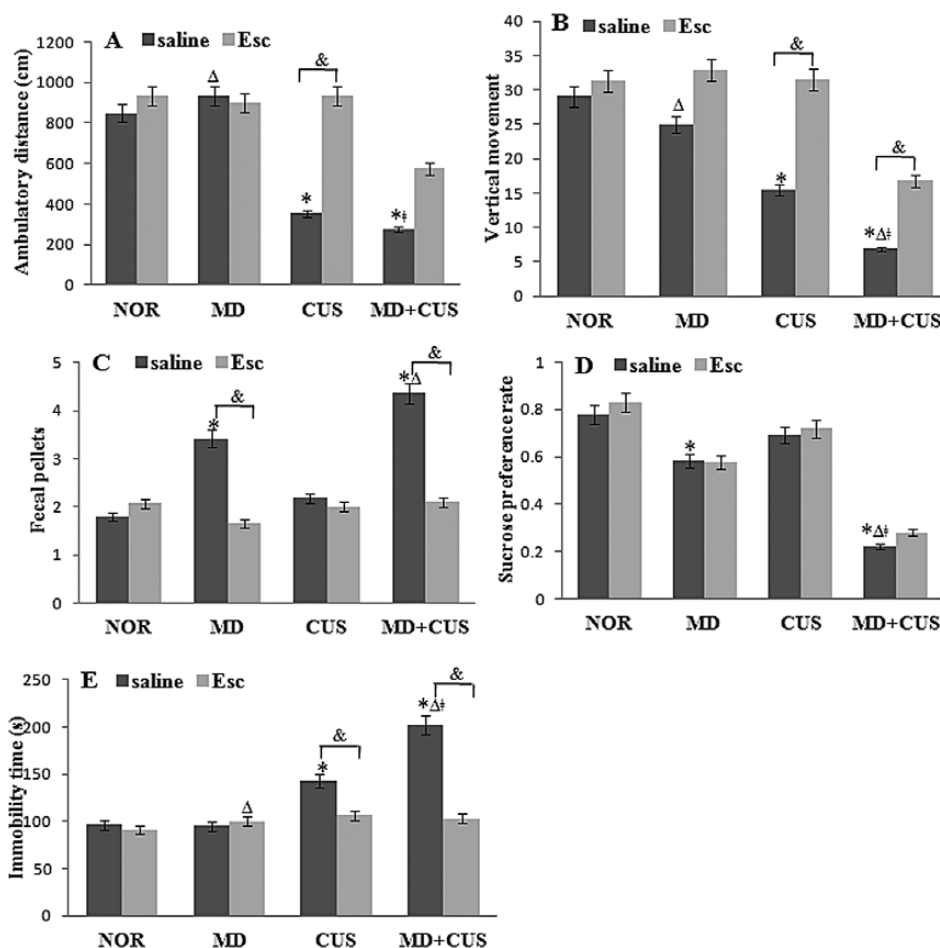 A
saline Esc
Ambulatory distance (cm)
1200
1000
800
600
400
200
0
Δ
&
*
*ǂ
NOR MD CUS MD+CUS
B
saline Esc
Vertical movement
40
35
30
25
20
15
10
5
0
Δ
&
*
&
*Δǂ
NOR MD CUS MD+CUS
C
saline Esc
Fecal pellets
5
4
3
2
1
0
&
*
&
*Δ
NOR MD CUS MD+CUS
D
saline Esc
Sucrose preference rate
1
0.8
0.6
0.4
0.2
0
*
*Δǂ
NOR MD CUS MD+CUS
E
saline Esc
Immobility time (s)
250
200
150
100
50
0
Δ
&
*
&
*Δǂ
NOR MD CUS MD+CUS